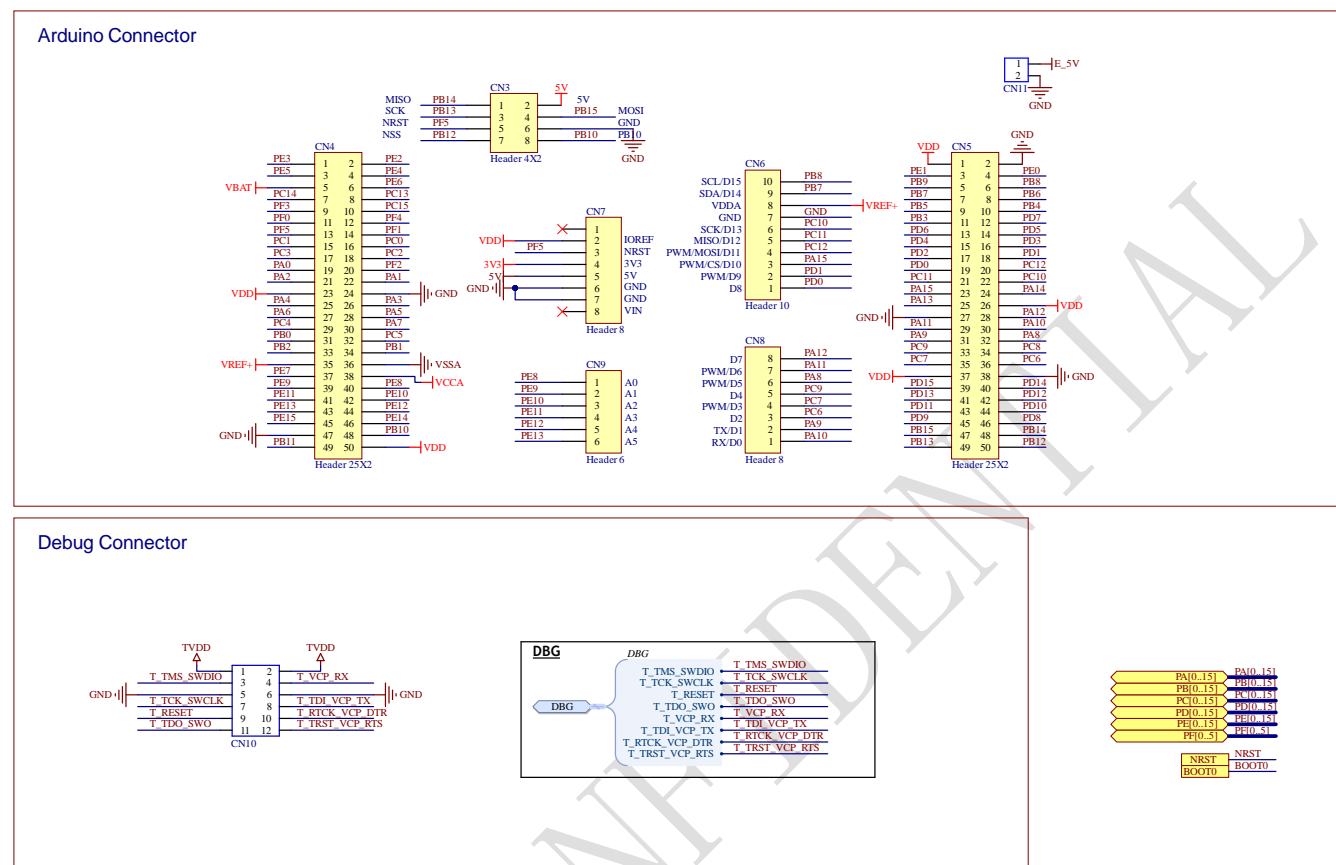 Arduino Connector
1 E_5V
2
CN11
GND
CN3 5V
MISO PB14 1 2 5V
SCK PB13 3 4 PB15 MOSI
NRST PF5 5 6 GND
NSS PB12 7 8 PB10 PB10
Header 4X2 GND
CN4
PE3 1 2 PE2
PE5 3 4 PE4
VBAT 5 6 PE6
PC14 7 8 PC13
PF3 9 10 PC15
PF0 11 12 PF4
PF5 13 14 PF1
PC1 15 16 PC0
PC3 17 18 PC2
PA0 19 20 PF2
PA2 21 22 PA1
VDD 23 24 GND
PA4 25 26 PA3
PA6 27 28 PA5
PC4 29 30 PA7
PB0 31 32 PC5
PB2 33 34 PB1
VREF+ 35 36 VSSA
PE7 37 38 VCCA
PE9 39 40 PE8
PE11 41 42 PE10
PE13 43 44 PE12
PE15 45 46 PE14
GND 47 48 PB10
PB11 49 50 VDD
Header 25X2
CN7
1
VDD 2 IOREF
PF5 3 NRST
3V3 4 3V3
5V 5 5V
GND 6 GND
7 GND
8 VIN
Header 8
CN9
PE8 1 A0
PE9 2 A1
PE10 3 A2
PE11 4 A3
PE12 5 A4
PE13 6 A5
Header 6
CN6
SCL/D15 10 PB8
SDA/D14 9 PB7
VDDA 8 VREF+
GND 7 GND
SCK/D13 6 PC10
MISO/D12 5 PC11
PWM/MOSI/D11 4 PC12
PWM/CS/D10 3 PA15
PWM/D9 2 PD1
D8 1 PD0
Header 10
CN8
D7 8 PA12
PWM/D6 7 PA11
PWM/D5 6 PA8
D4 5 PC9
PWM/D3 4 PC7
D2 3 PC6
TX/D1 2 PA9
RX/D0 1 PA10
Header 8
VDD CN5 GND
1 2
PE1 3 4 PE0
PB9 5 6 PB8
PB7 7 8 PB6
PB5 9 10 PB4
PB3 11 12 PD7
PD6 13 14 PD5
PD4 15 16 PD3
PD2 17 18 PD1
PD0 19 20 PC12
PC11 21 22 PC10
PA15 23 24 PA14
PA13 25 26 VDD
GND 27 28 PA12
PA11 29 30 PA10
PA9 31 32 PA8
PC9 33 34 PC8
PC7 35 36 PC6
VDD 37 38 GND
PD15 39 40 PD14
PD13 41 42 PD12
PD11 43 44 PD10
PD9 45 46 PD8
PB15 47 48 PB14
PB13 49 50 PB12
Header 25X2
Debug Connector
TVDD TVDD
1 2
T_TMS_SWDIO 3 4 T_VCP_RX
GND 5 6 GND
T_TCK_SWCLK 7 8 T_TDI_VCP_TX
T_RESET 9 10 T_RTCK_VCP_DTR
T_TDO_SWO 11 12 T_TRST_VCP_RTS
CN10
DBG
DBG
DBG
T_TMS_SWDIO T_TMS_SWDIO
T_TCK_SWCLK T_TCK_SWCLK
T_RESET T_RESET
T_TDO_SWO T_TDO_SWO
T_VCP_RX T_VCP_RX
T_TDI_VCP_TX T_TDI_VCP_TX
T_RTCK_VCP_DTR T_RTCK_VCP_DTR
T_TRST_VCP_RTS T_TRST_VCP_RTS
PA[0..15] PA[0..15]
PB[0..15] PB[0..15]
PC[0..15] PC[0..15]
PD[0..15] PD[0..15]
PE[0..15] PE[0..15]
PF[0..5] PF[0..5]
NRST NRST
BOOT0 BOOT0
NFIDENTIAL